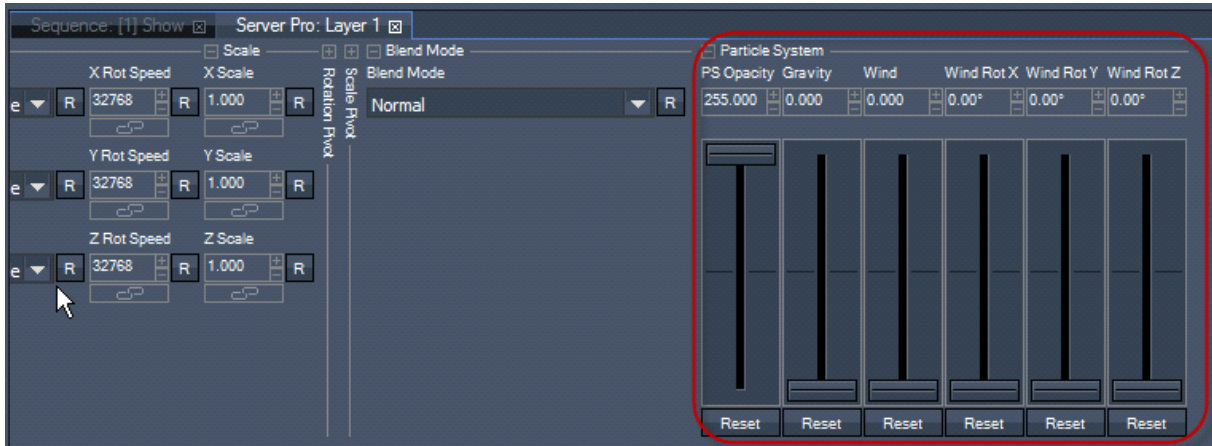 Sequence: [1] Show
Server Pro: Layer 1
Scale
Blend Mode
Particle System
X Rot Speed
X Scale
Rotation Pivot
Scale Pivot
Blend Mode
PS Opacity
Gravity
Wind
Wind Rot X
Wind Rot Y
Wind Rot Z
e
R
32768
R
1.000
R
Normal
R
255.000
0.000
0.000
0.00°
0.00°
0.00°
Y Rot Speed
Y Scale
e
R
32768
R
1.000
R
Z Rot Speed
Z Scale
e
R
32768
R
1.000
R
Reset
Reset
Reset
Reset
Reset
Reset